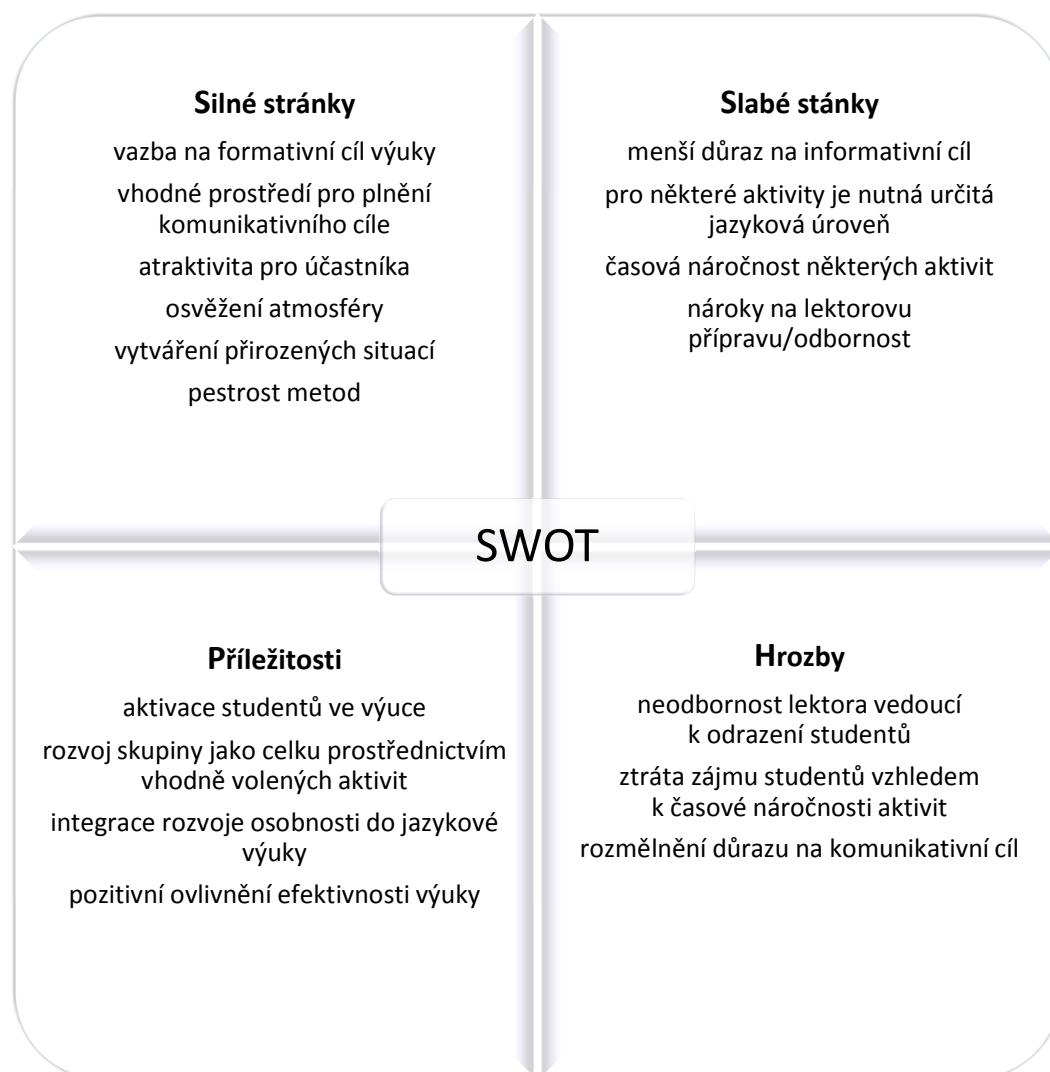 Silné stránky
vazba na formativní cíl výuky
vhodné prostředí pro plnění
komunikativního cíle
atraktivita pro účastníka
osvěžení atmosféry
vytváření přirozených situací
pestrost metod
Slabé stánky
menší důraz na informativní cíl
pro některé aktivity je nutná určitá
jazyková úroveň
časová náročnost některých aktivit
nároky na lektorovu
přípravu/odbornost
SWOT
Příležitosti
aktivace studentů ve výuce
rozvoj skupiny jako celku prostřednictvím
vhodně volených aktivit
integrace rozvoje osobnosti do jazykové
výuky
pozitivní ovlivnění efektivnosti výuky
Hrozby
neodbornost lektora vedoucí
k odrazení studentů
ztráta zájmu studentů vzhledem
k časové náročnosti aktivit
rozmělnění důrazu na komunikativní cíl